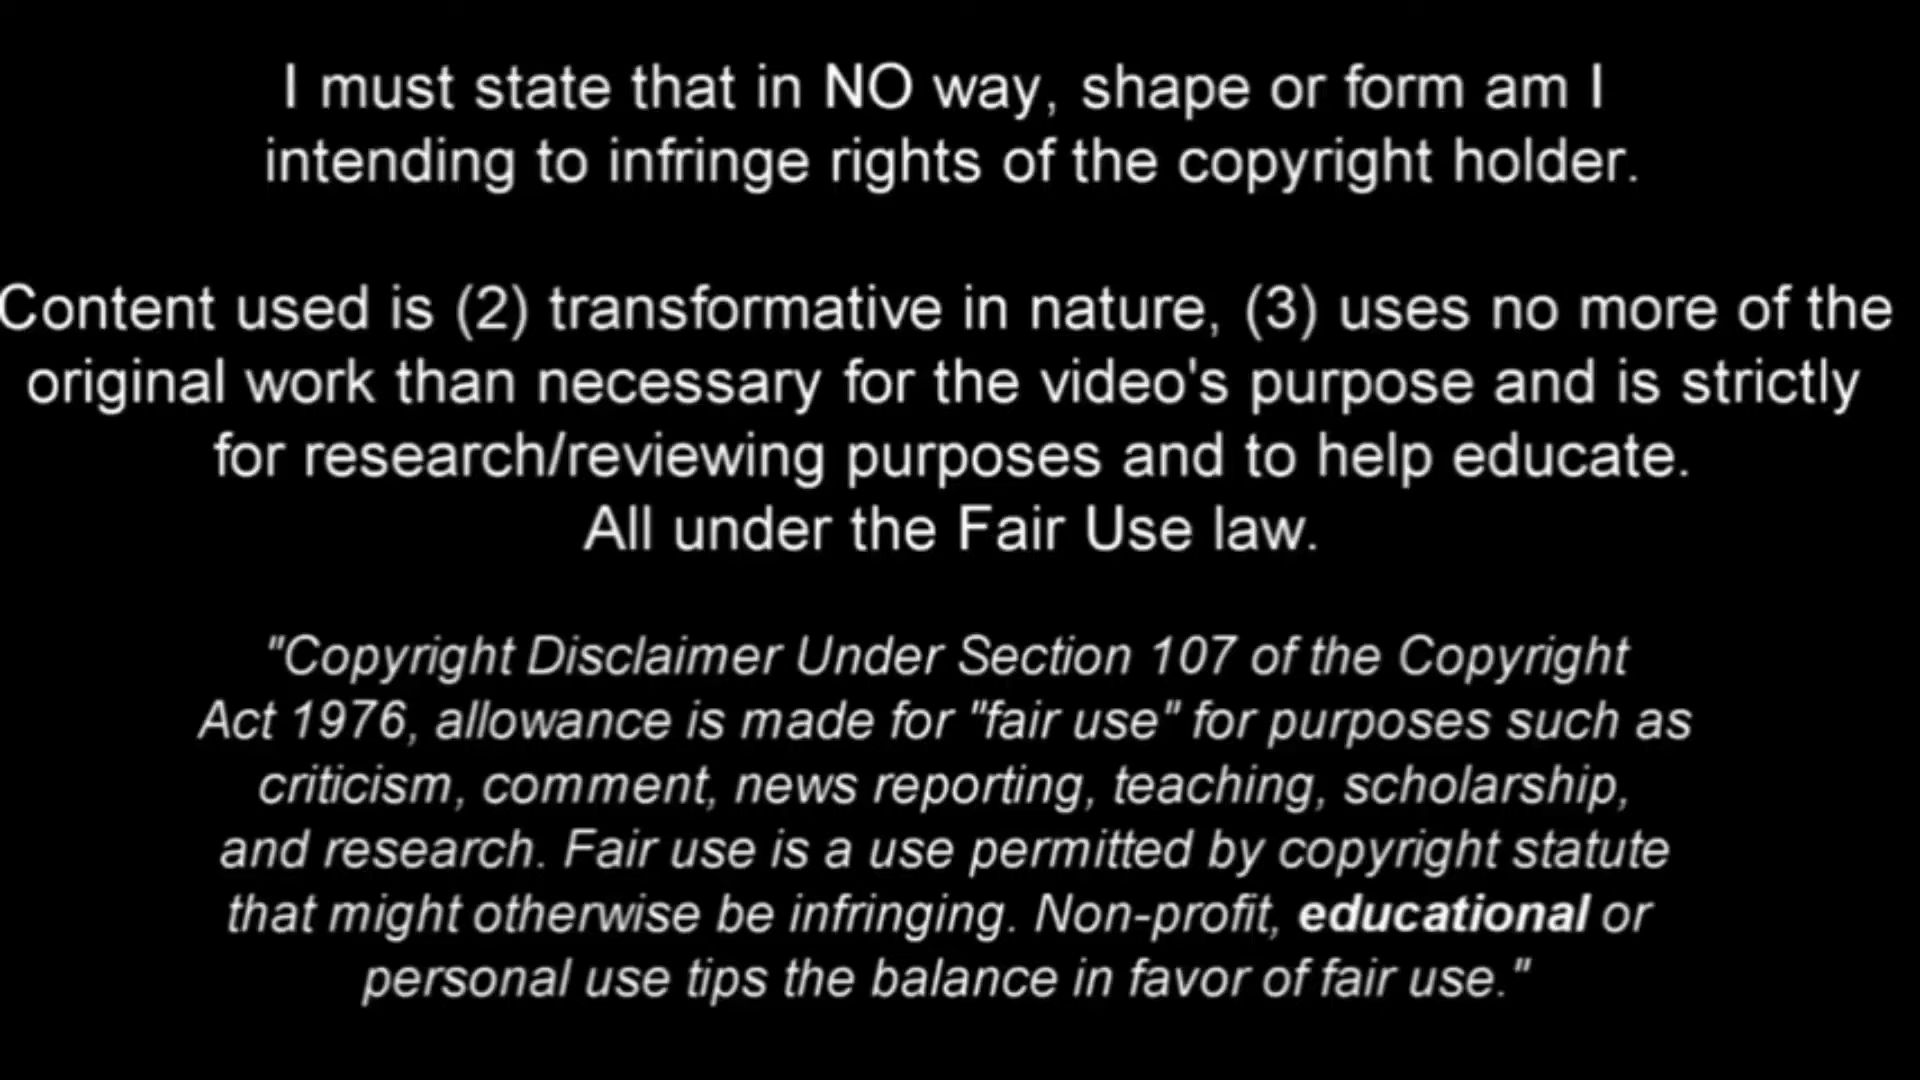 I must state that in NO way, shape or form am I
intending to infringe rights of the copyright holder.
Content used is (2) transformative in nature, (3) uses no more of the
original work than necessary for the video's purpose and is strictly
for research/reviewing purposes and to help educate.
All under the Fair Use law.
"Copyright Disclaimer Under Section 107 of the Copyright
Act 1976, allowance is made for "fair use" for purposes such as
criticism, comment, news reporting, teaching, scholarship,
and research. Fair use is a use permitted by copyright statute
that might otherwise be infringing. Non-profit, educational or
personal use tips the balance in favor of fair use."